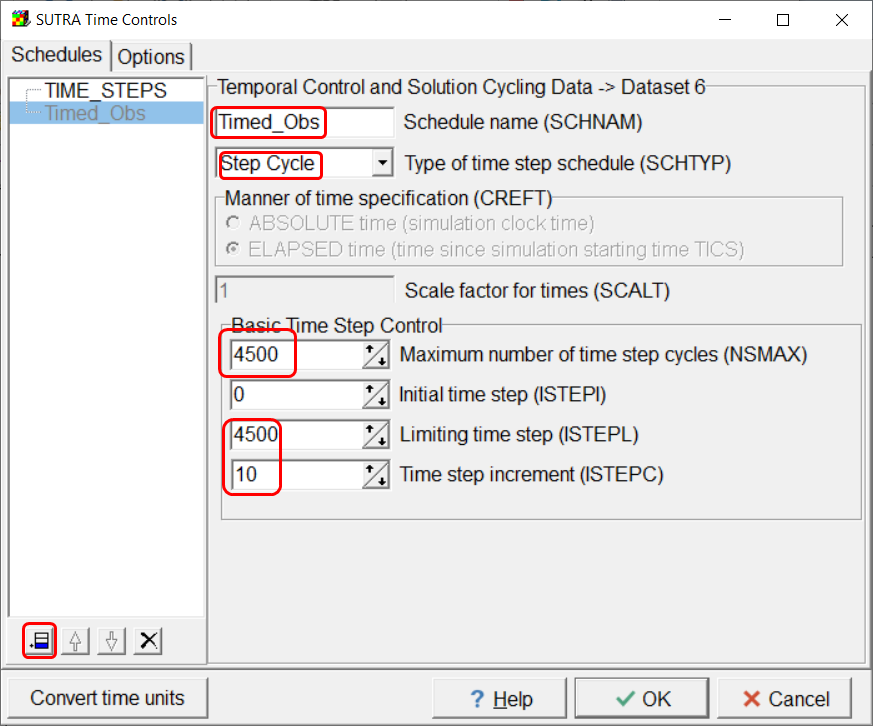 SUTRA Time Controls
Schedules
Options
TIME_STEPS
Timed_Obs
Temporal Control and Solution Cycling Data -> Dataset 6
Timed_Obs
Schedule name (SCHNAM)
Step Cycle
Type of time step schedule (SCHTYP)
Manner of time specification (CREFT)
ABSOLUTE time (simulation clock time)
ELAPSED time (time since simulation starting time TICS)
1
Scale factor for times (SCALT)
Basic Time Step Control
4500
Maximum number of time step cycles (NSMAX)
0
Initial time step (ISTEPI)
4500
Limiting time step (ISTEPL)
10
Time step increment (ISTEPC)
Convert time units
? Help
OK
Cancel